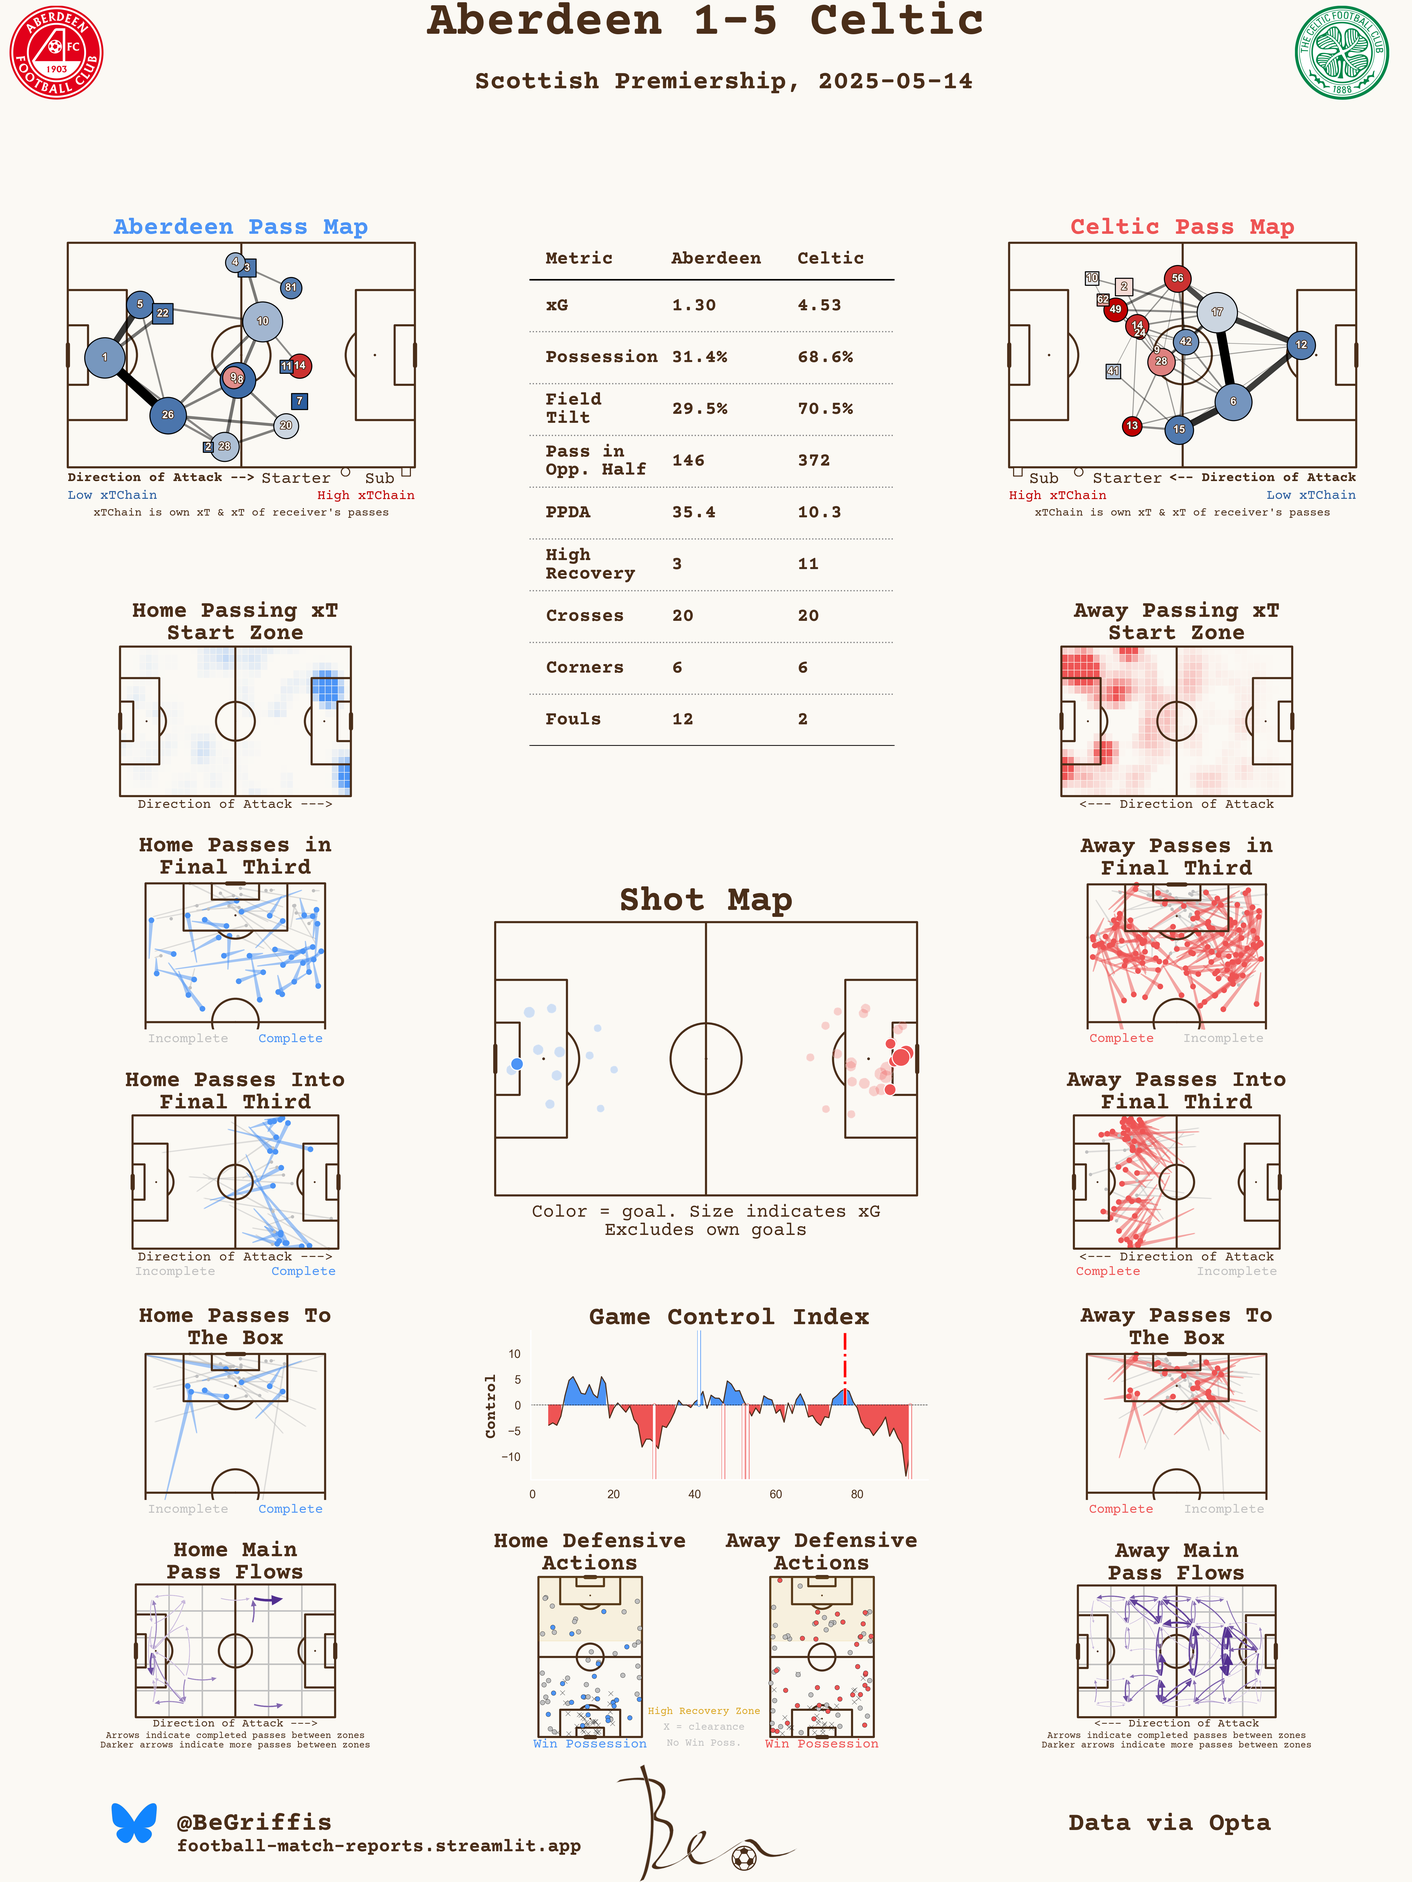 Aberdeen 1-5 Celtic
Scottish Premiership, 2025-05-14
ABERDEEN
FC
1903
FOOTBALL CLUB
THE CELTIC FOOTBALL CLUB
1888
Aberdeen Pass Map
4
3
81
5
22
10
1
11
14
9
8
7
26
20
2
28
Direction of Attack -->
Starter
Sub
Low xTChain
High xTChain
xTChain is own xT & xT of receiver's passes
Metric Aberdeen Celtic
xG 1.30 4.53
Possession 31.4% 68.6%
Field Tilt 29.5% 70.5%
Pass in Opp. Half 146 372
PPDA 35.4 10.3
High Recovery 3 11
Crosses 20 20
Corners 6 6
Fouls 12 2
Celtic Pass Map
10
2
56
62
49
17
14
24
42
12
9
28
41
6
13
15
Sub
Starter
<-- Direction of Attack
High xTChain
Low xTChain
xTChain is own xT & xT of receiver's passes
Home Passing xT
Start Zone
Direction of Attack --->
Away Passing xT
Start Zone
<--- Direction of Attack
Home Passes in
Final Third
Incomplete
Complete
Away Passes in
Final Third
Complete
Incomplete
Shot Map
Color = goal. Size indicates xG
Excludes own goals
Home Passes Into
Final Third
Direction of Attack --->
Incomplete
Complete
Away Passes Into
Final Third
<--- Direction of Attack
Complete
Incomplete
Home Passes To
The Box
Incomplete
Complete
Game Control Index
Control
10
5
0
−5
−10
0
20
40
60
80
Away Passes To
The Box
Complete
Incomplete
Home Main
Pass Flows
Direction of Attack --->
Arrows indicate completed passes between zones
Darker arrows indicate more passes between zones
Home Defensive
Actions
Win Possession
Away Defensive
Actions
Win Possession
High Recovery Zone
X = clearance
No Win Poss.
Away Main
Pass Flows
<--- Direction of Attack
Arrows indicate completed passes between zones
Darker arrows indicate more passes between zones
@BeGriffis
football-match-reports.streamlit.app
Ben
Data via Opta